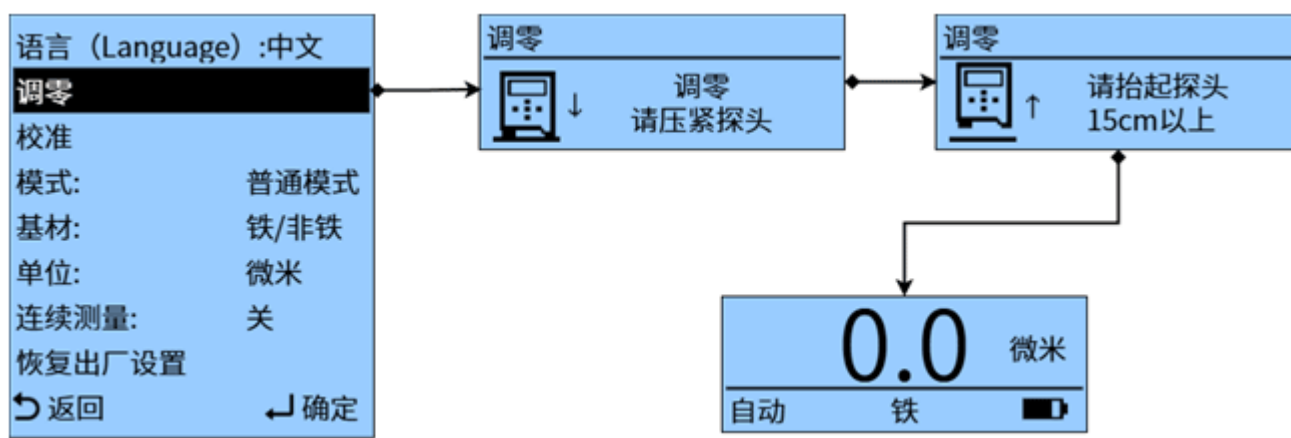 语言（Language）:中文
调零
校准
模式: 普通模式
基材: 铁/非铁
单位: 微米
连续测量: 关
恢复出厂设置
返回 确定
调零
调零
请压紧探头
调零
请抬起探头
15cm以上
0.0 微米
自动 铁